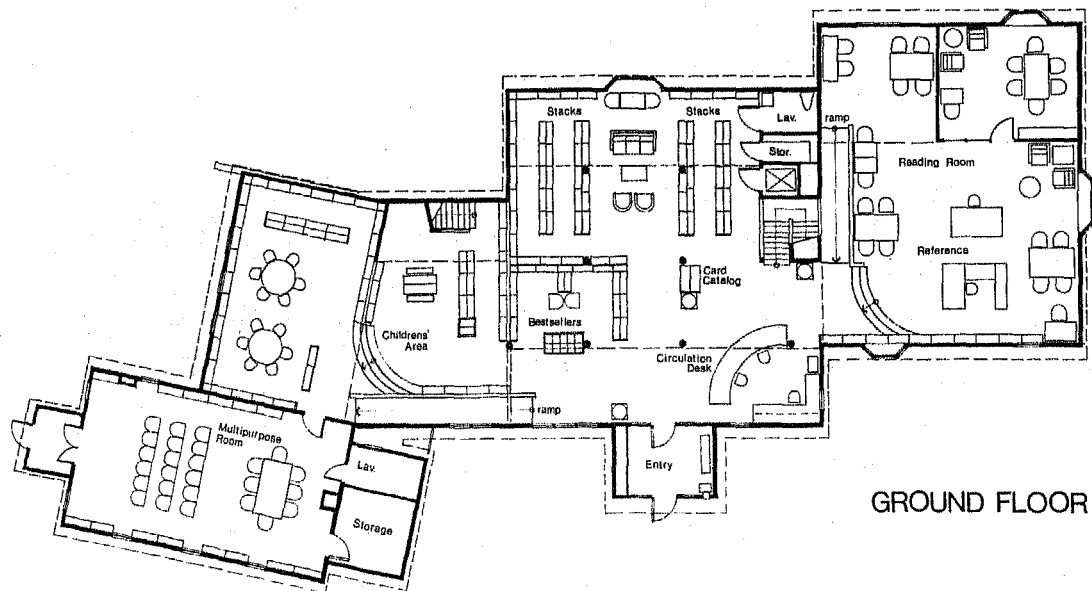 Stacks
Stacks
Lav.
ramp
Stor.
Reading Room
Reference
Card
Catalog
Bestsellers
Childrens'
Area
Circulation
Desk
ramp
Multipurpose
Room
Lav.
Entry
Storage
GROUND FLOOR